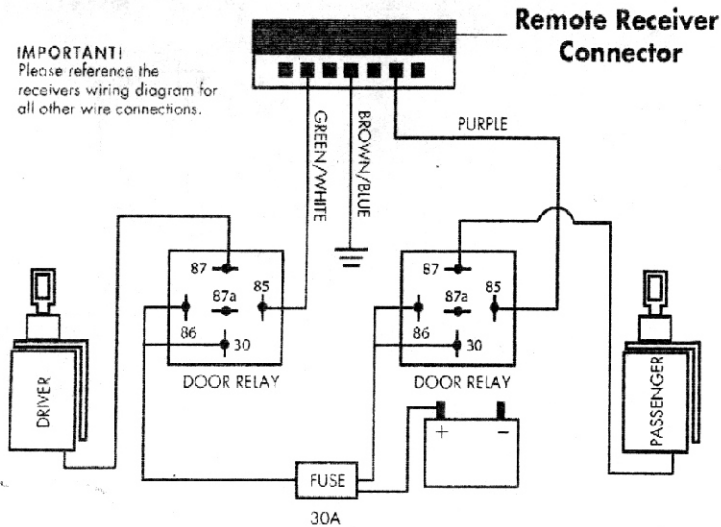 Remote Receiver
Connector
IMPORTANT!
Please reference the
receivers wiring diagram for
all other wire connections.
GREEN/WHITE
BROWN/BLUE
PURPLE
87
87a
85
86
30
DOOR RELAY
87
87a
85
86
30
DOOR RELAY
DRIVER
PASSENGER
+
−
FUSE
30A